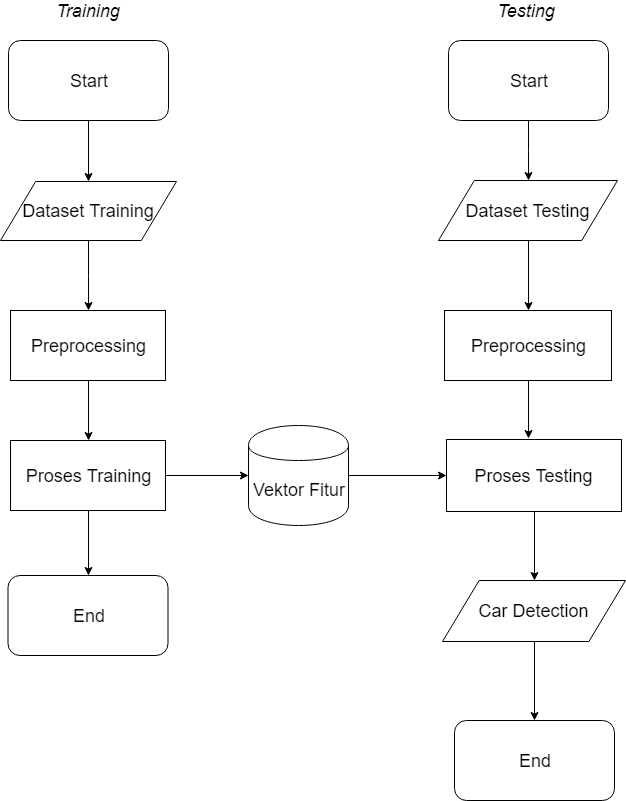 Training
Start
Dataset Training
Preprocessing
Proses Training
End
Vektor Fitur
Testing
Start
Dataset Testing
Preprocessing
Proses Testing
Car Detection
End